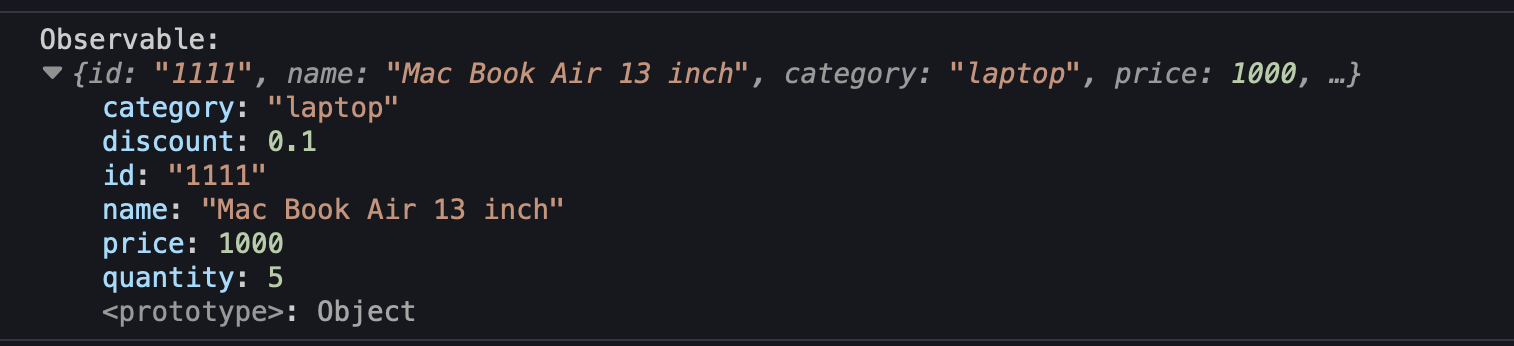 Observable:
{id: "1111", name: "Mac Book Air 13 inch", category: "laptop", price: 1000, …}
category: "laptop"
discount: 0.1
id: "1111"
name: "Mac Book Air 13 inch"
price: 1000
quantity: 5
<prototype>: Object